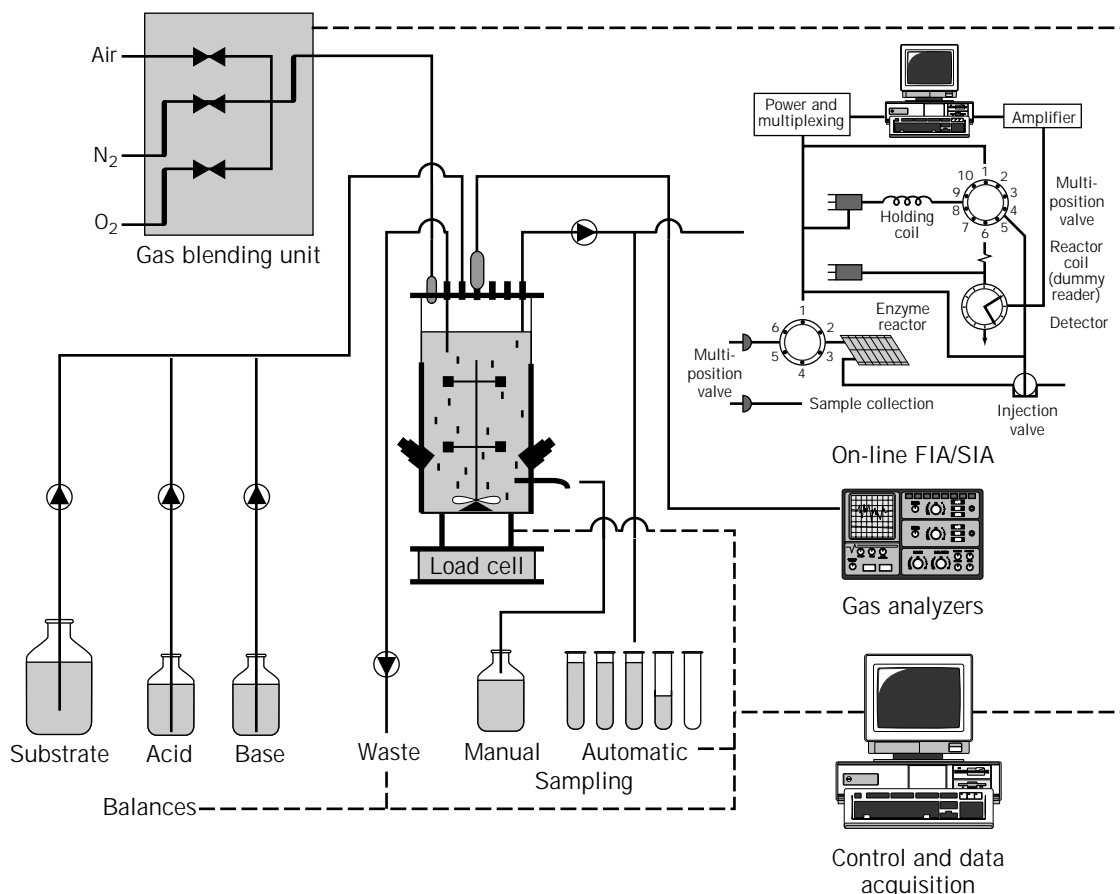 Air
N2
O2
Gas blending unit
Power and
multiplexing
Amplifier
10 1 2 3 4 5 6 7 8 9
Multi-
position
valve
Holding
coil
Reactor
coil
(dummy
reader)
Detector
Enzyme
reactor
1 2 3 4 5 6
Multi-
position
valve
Sample collection
Injection
valve
On-line FIA/SIA
Load cell
Gas analyzers
Substrate
Acid
Base
Waste
Manual
Automatic
Sampling
Balances
Control and data
acquisition